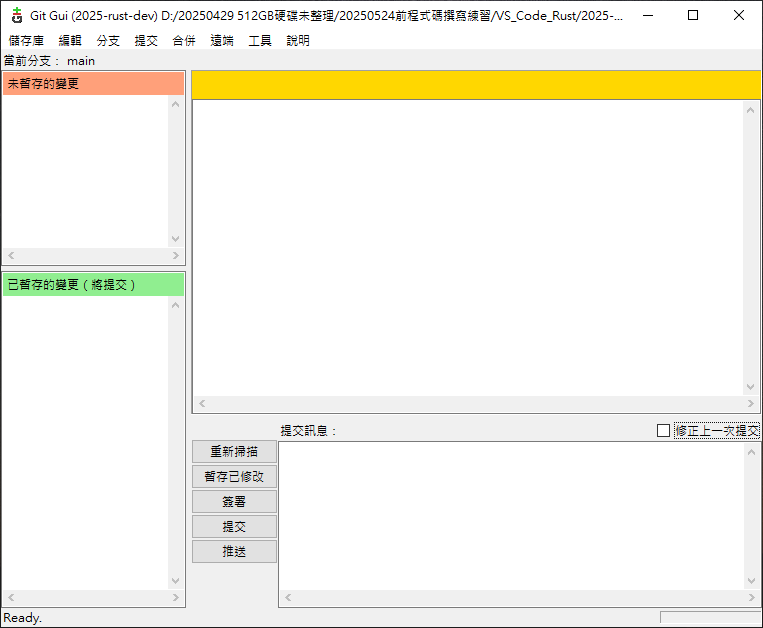 Git Gui (2025-rust-dev) D:/20250429 512GB硬碟未整理/20250524前程式碼撰寫練習/VS_Code_Rust/2025-...
儲存庫 編輯 分支 提交 合併 遠端 工具 說明
當前分支： main
未暫存的變更
已暫存的變更（將提交）
提交訊息：
修正上一次提交
重新掃描
暫存已修改
簽署
提交
推送
Ready.